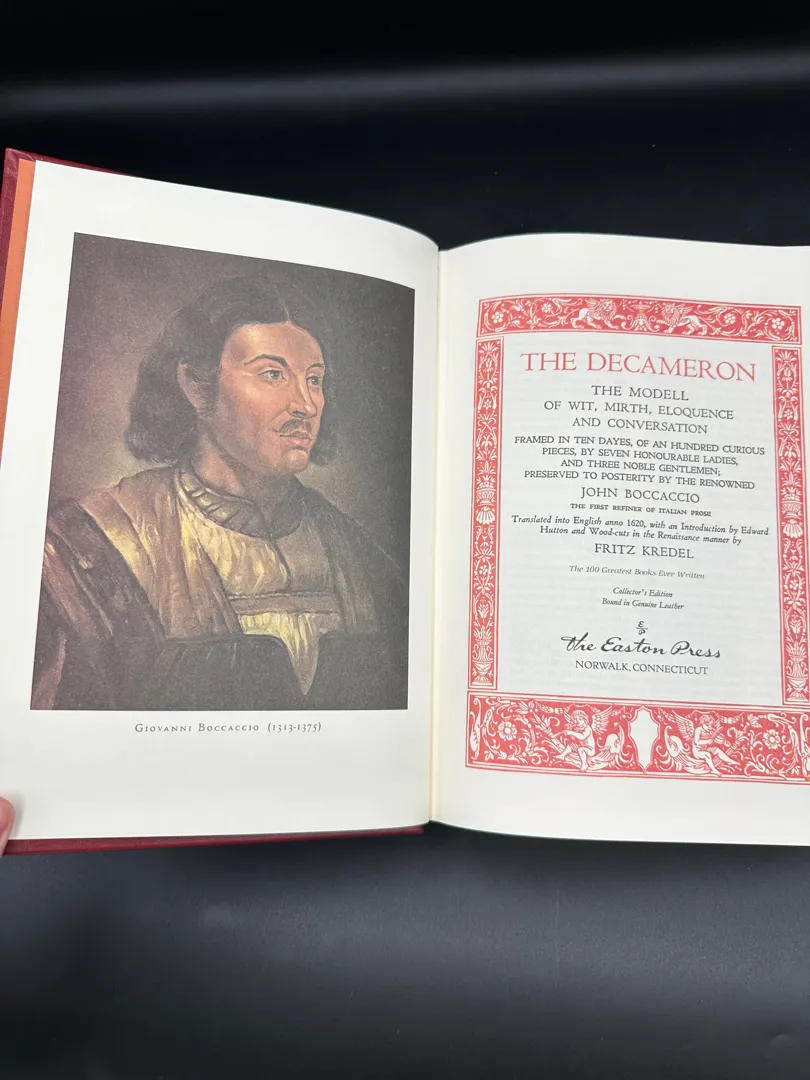 GIOVANNI BOCCACCIO (1313-1375)
THE DECAMERON
THE MODELL
OF WIT, MIRTH, ELOQUENCE
AND CONVERSATION
FRAMED IN TEN DAYES, OF AN HUNDRED CURIOUS
PIECES, BY SEVEN HONOURABLE LADIES,
AND THREE NOBLE GENTLEMEN;
PRESERVED TO POSTERITY BY THE RENOWNED
JOHN BOCCACCIO
THE FIRST REFINER OF ITALIAN PROSE
Translated into English anno 1620, with an Introduction by Edward
Hutton and Wood-cuts in the Renaissance manner by
FRITZ KREDEL
The 100 Greatest Books Ever Written
Collector's Edition
Bound in Genuine Leather
The Easton Press
NORWALK, CONNECTICUT